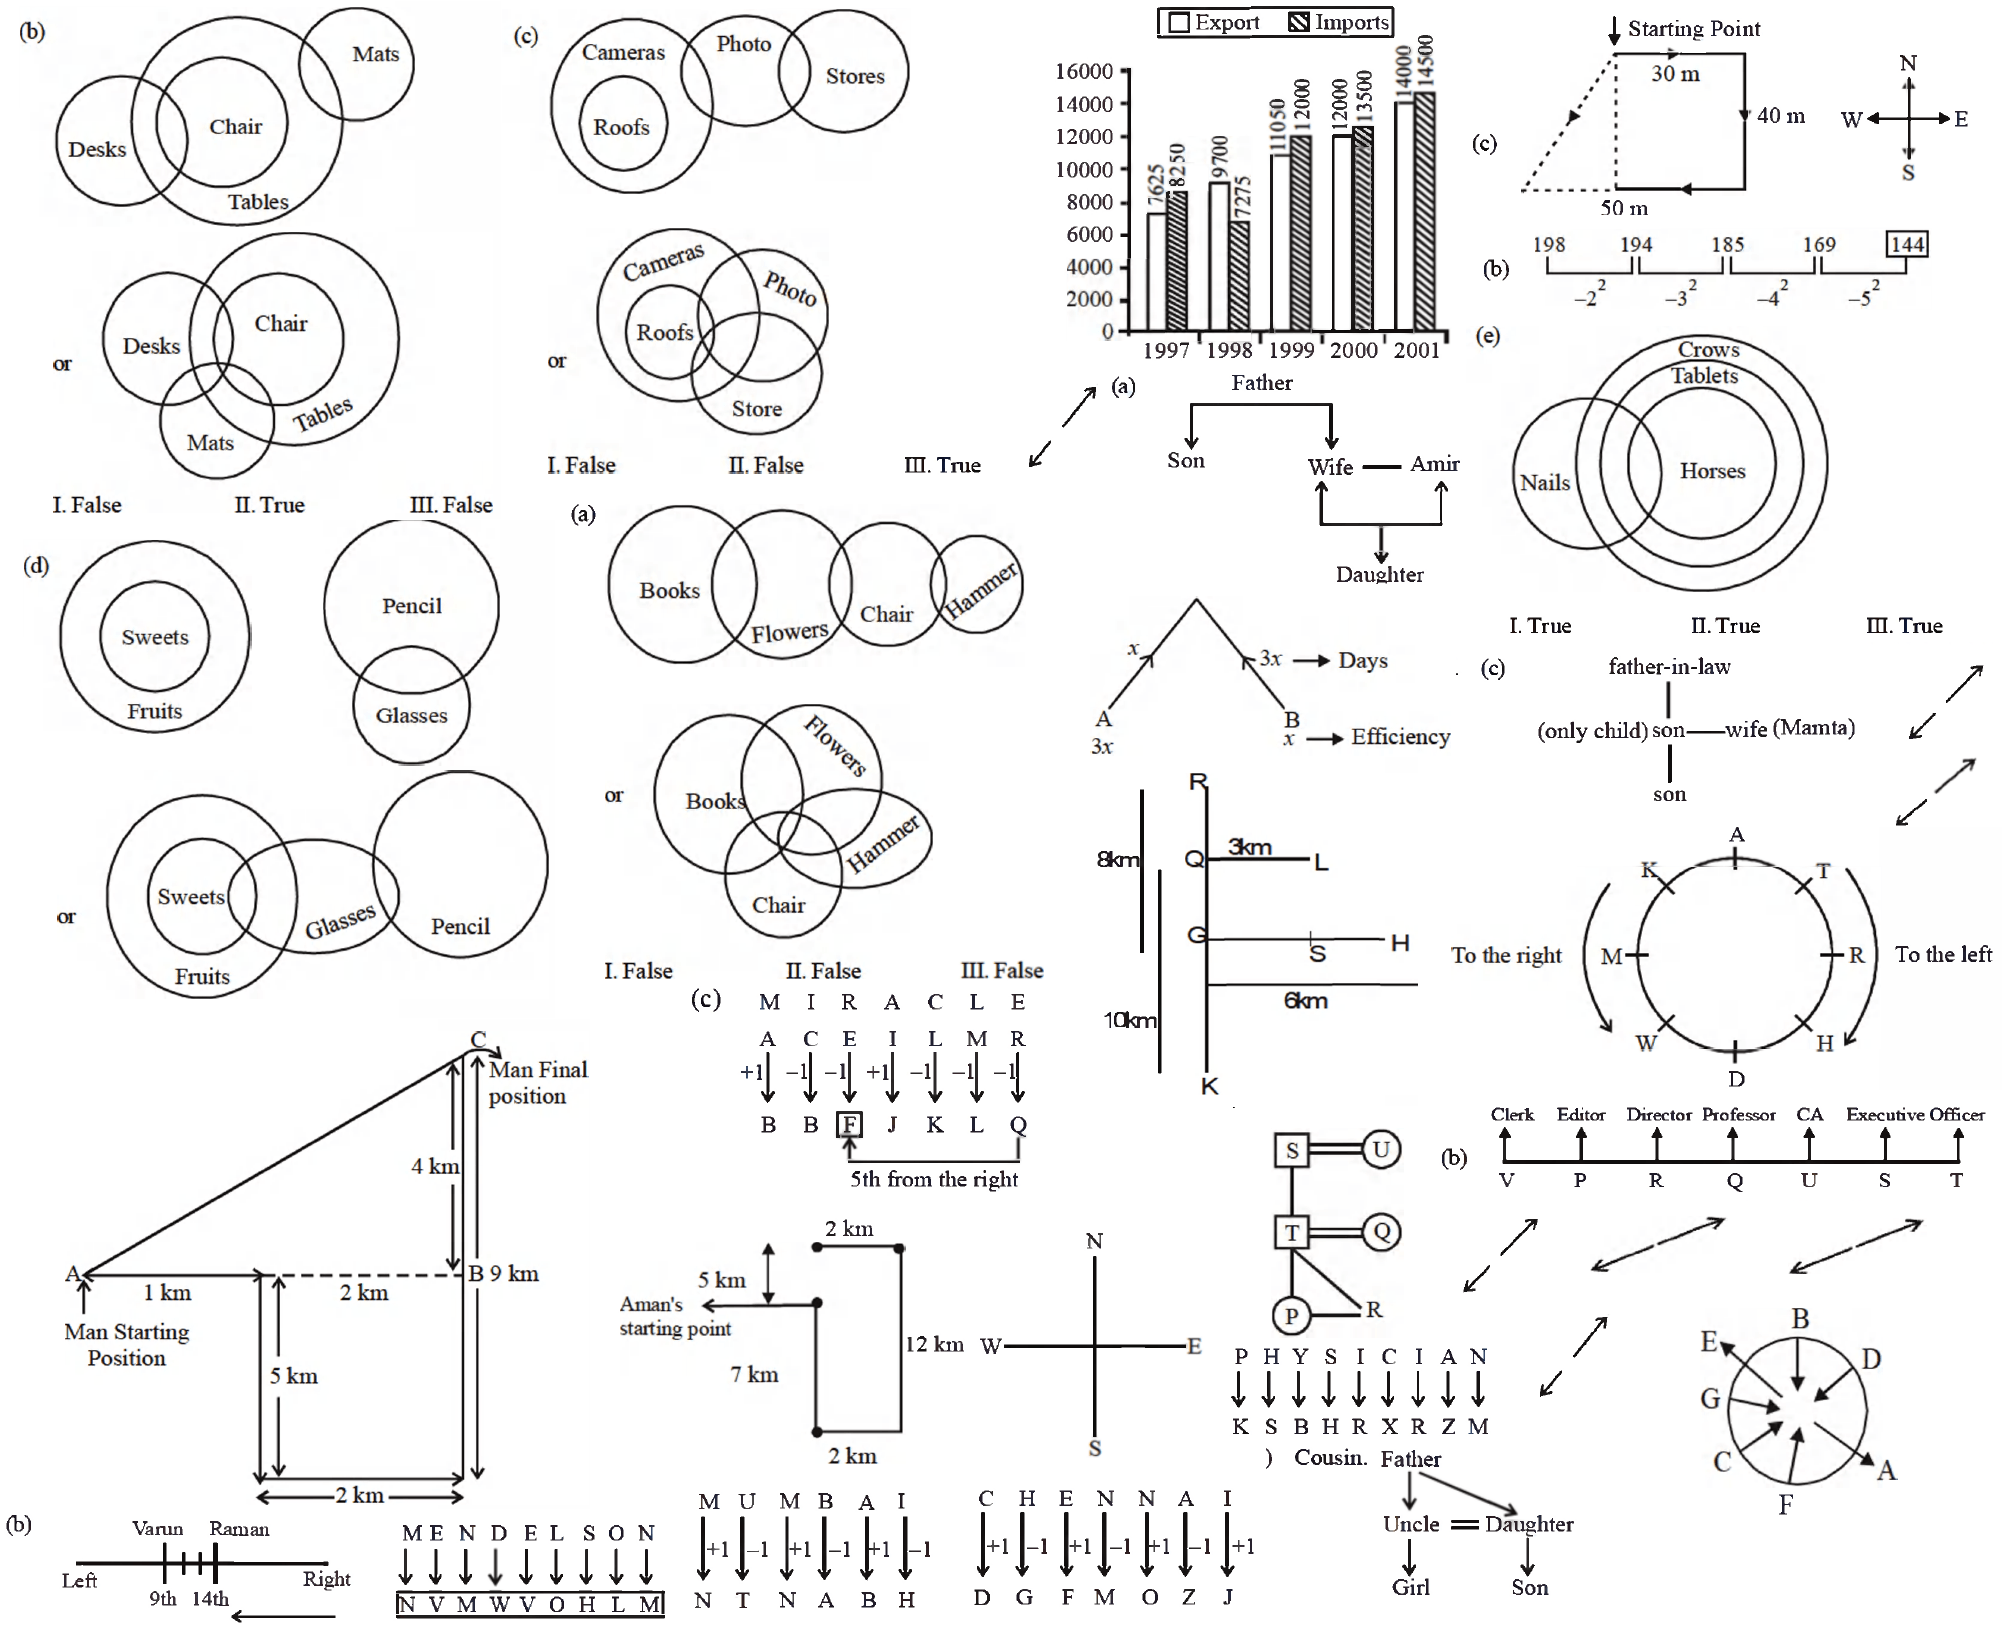 (b)
Mats
Chair
Desks
Tables
or
Desks
Chair
Mats
Tables
I. False II. True III. False
(c)
Cameras
Photo
Stores
Roofs
or
Cameras
Photo
Roofs
Store
I. False II. False III. True
Export Imports
16000
14000
12000
10000
8000
6000
4000
2000
0
7625 8250 9700 7275 11050 12000 12000 13500 14000 14500
1997 1998 1999 2000 2001
(c)
Starting Point
30 m
40 m
50 m
N
W E
S
(b)
198 194 185 169 144
–2² –3² –4² –5²
(e)
Crows
Tablets
Horses
Nails
I. True II. True III. True
(a)
Father
Son Wife Amir
Daughter
(d)
Sweets
Fruits
Pencil
Glasses
or
Sweets
Fruits
Glasses
Pencil
(a)
Books
Flowers
Chair
Hammer
or
Books
Flowers
Hammer
Chair
I. False II. False III. False
x 3x Days
A B
3x x Efficiency
(c)
father-in-law
(only child) son wife (Mamta)
son
R
8km
Q 3km L
G S H
6km
10km
K
A
K T
To the right M R To the left
W H
D
(c)
M I R A C L E
A C E I L M R
+1 –1 –1 +1 –1 –1 –1
B B F J K L Q
5th from the right
C
Man Final
position
4 km
A 1 km 2 km B 9 km
Man Starting
Position
5 km
2 km
2 km
5 km
Aman's
starting point
7 km
12 km
2 km
N
W E
S
S U
T Q
P R
(b)
Clerk Editor Director Professor CA Executive Officer
V P R Q U S T
P H Y S I C I A N
K S B H R X R Z M
) Cousin. Father
Uncle Daughter
Girl Son
B
E D
G
C A
F
(b)
Varun Raman
Left Right
9th 14th
M E N D E L S O N
N V M W V O H L M
M U M B A I
+1 –1 +1 –1 +1 –1
N T N A B H
C H E N N A I
+1 –1 +1 –1 +1 –1 +1
D G F M O Z J